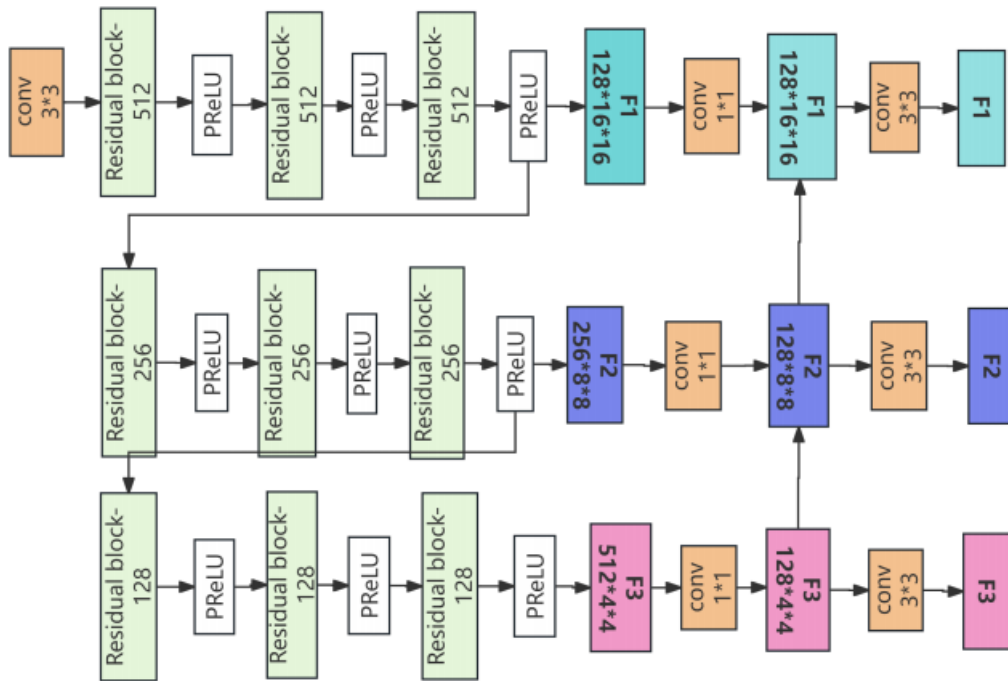 conv
3*3
Residual block-
512
PReLU
Residual block-
512
PReLU
Residual block-
512
PReLU
F1
128*16*16
conv
1*1
F1
128*16*16
conv
3*3
F1
Residual block-
256
PReLU
Residual block-
256
PReLU
Residual block-
256
PReLU
F2
256*8*8
conv
1*1
F2
128*8*8
conv
3*3
F2
Residual block-
128
PReLU
Residual block-
128
PReLU
Residual block-
128
PReLU
F3
512*4*4
conv
1*1
F3
128*4*4
conv
3*3
F3